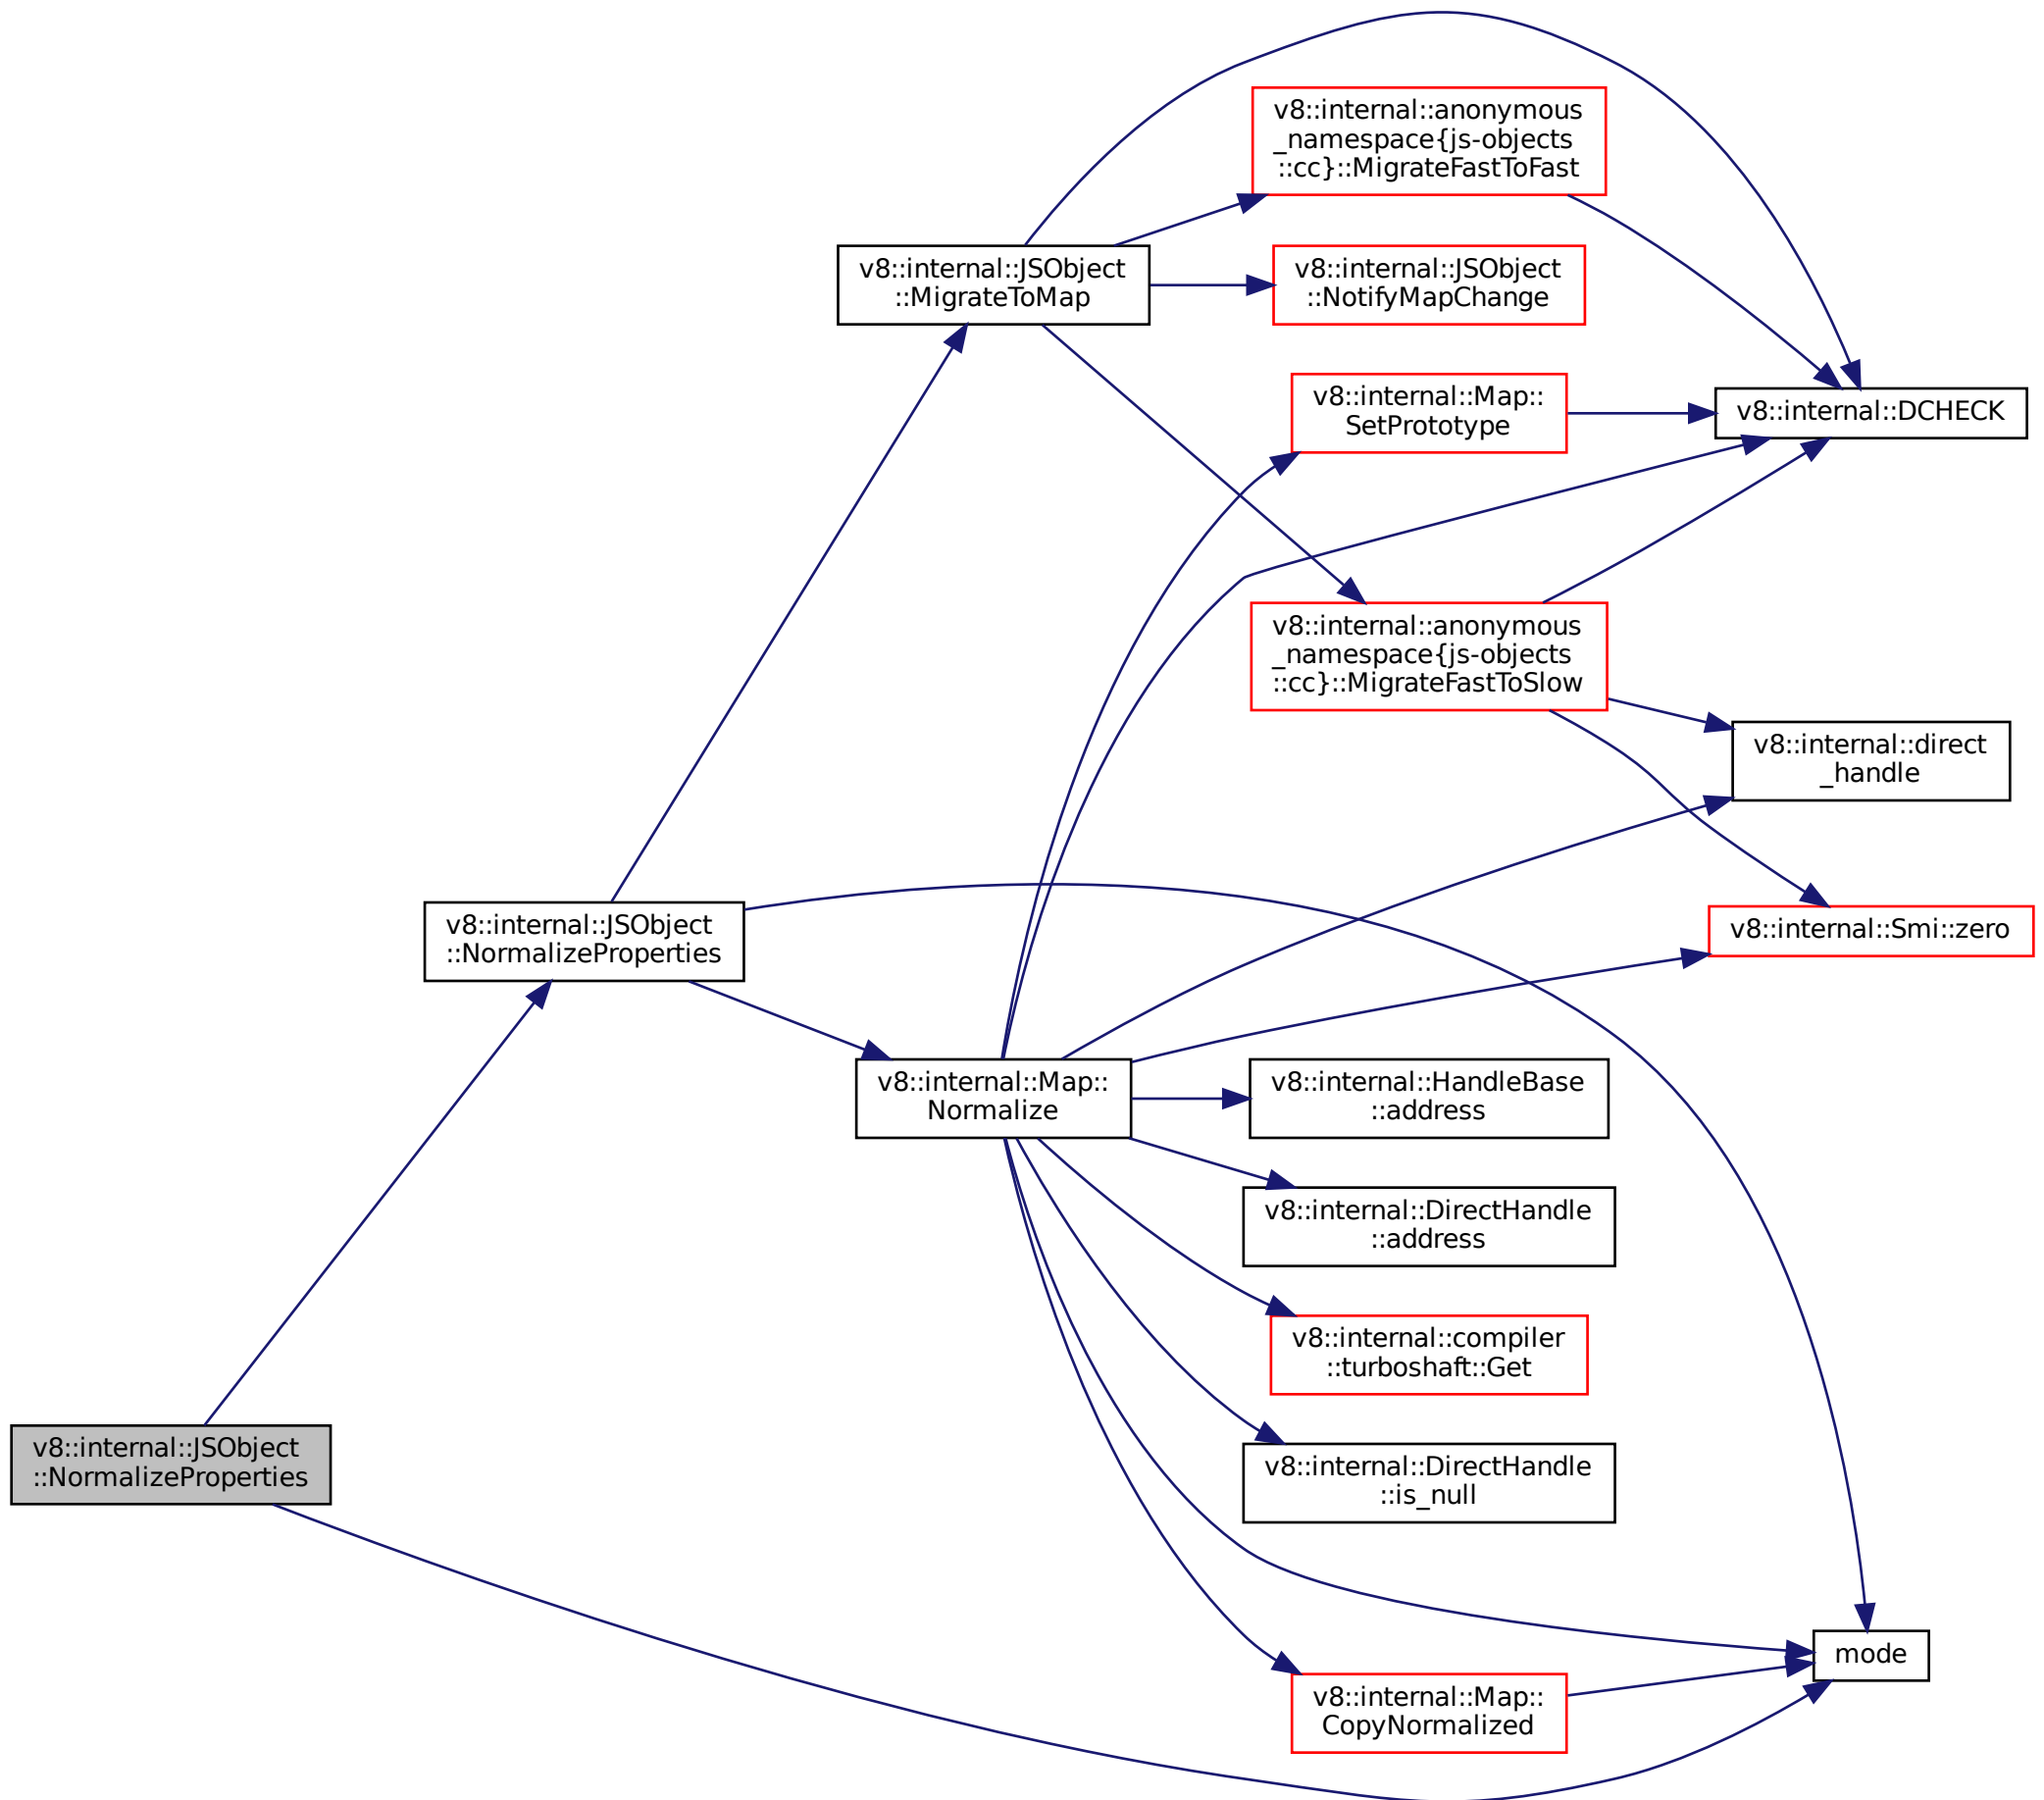 v8::internal::anonymous
_namespace{js-objects
::cc}::MigrateFastToFast
v8::internal::JSObject
::MigrateToMap
v8::internal::JSObject
::NotifyMapChange
v8::internal::Map::
SetPrototype
v8::internal::DCHECK
v8::internal::anonymous
_namespace{js-objects
::cc}::MigrateFastToSlow
v8::internal::direct
_handle
v8::internal::JSObject
::NormalizeProperties
v8::internal::Smi::zero
v8::internal::Map::
Normalize
v8::internal::HandleBase
::address
v8::internal::DirectHandle
::address
v8::internal::compiler
::turboshaft::Get
v8::internal::JSObject
::NormalizeProperties
v8::internal::DirectHandle
::is_null
mode
v8::internal::Map::
CopyNormalized